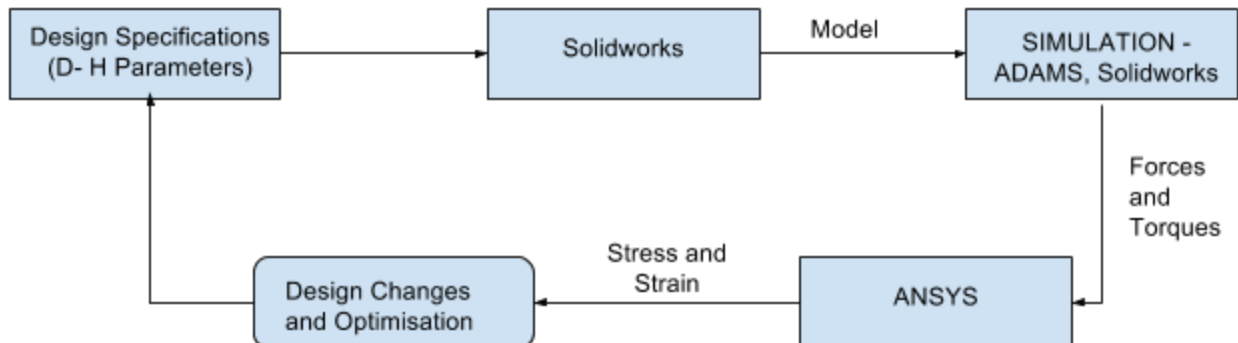 Design Specifications
(D- H Parameters)
Solidworks
Model
SIMULATION -
ADAMS, Solidworks
Forces
and
Torques
ANSYS
Stress and
Strain
Design Changes
and Optimisation